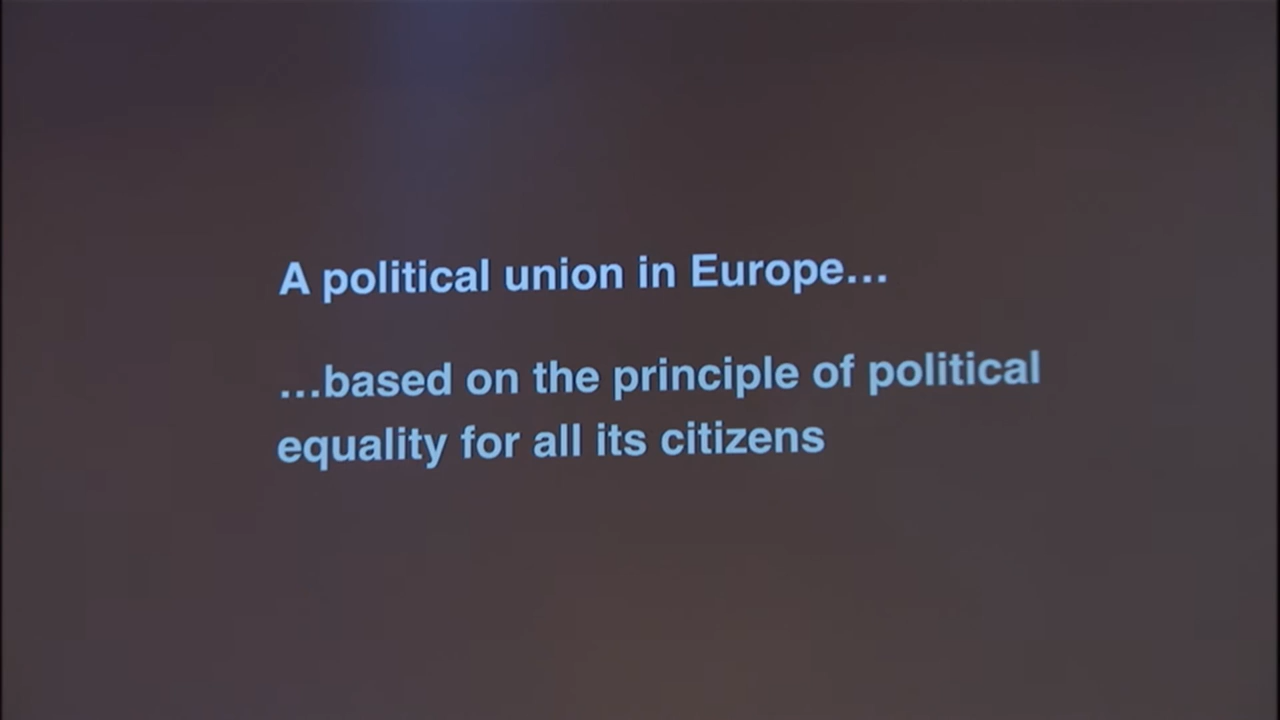 A political union in Europe…
…based on the principle of political
equality for all its citizens